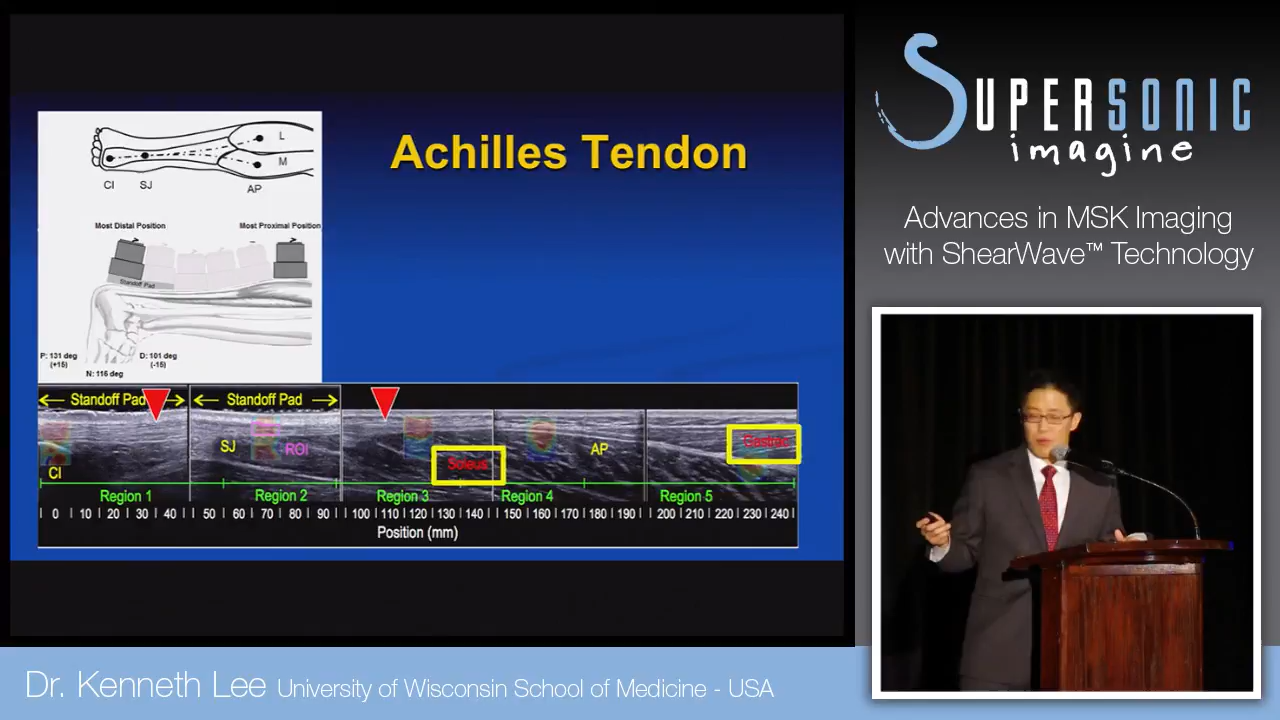 Achilles Tendon
L
M
CI SJ AP
Most Distal Position Most Proximal Position
Standoff Pad
P: 131 deg D: 101 deg
(+15) (-15)
N: 116 deg
Standoff Pad Standoff Pad
SJ ROI AP Gastroc
CI Soleus
Region 1 Region 2 Region 3 Region 4 Region 5
0 10 20 30 40 50 60 70 80 90 100 110 120 130 140 150 160 170 180 190 200 210 220 230 240
Position (mm)
SUPERSONIC
imagine
Advances in MSK Imaging
with ShearWave™ Technology
Dr. Kenneth Lee University of Wisconsin School of Medicine - USA